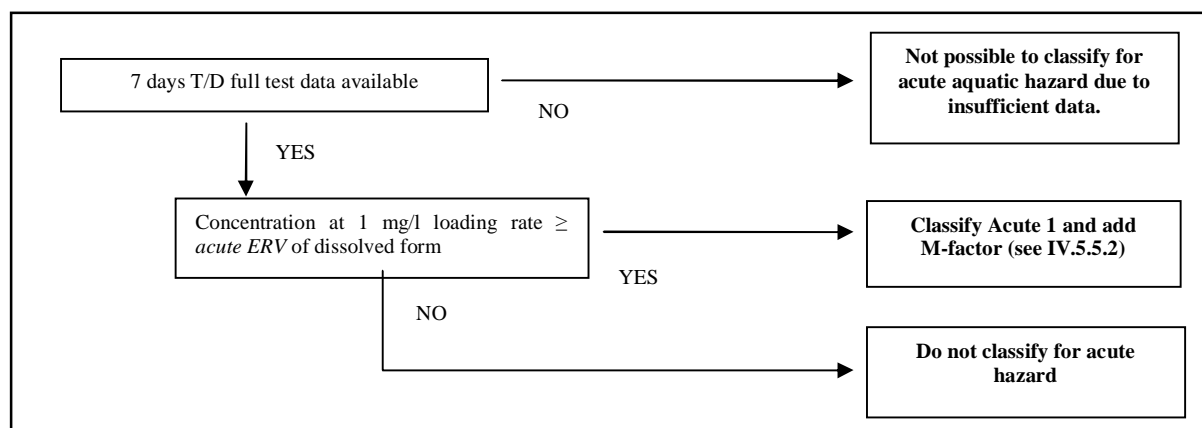 7 days T/D full test data available
NO
Not possible to classify for
acute aquatic hazard due to
insufficient data.
YES
Concentration at 1 mg/l loading rate ≥
acute ERV of dissolved form
YES
Classify Acute 1 and add
M-factor (see IV.5.5.2)
NO
Do not classify for acute
hazard